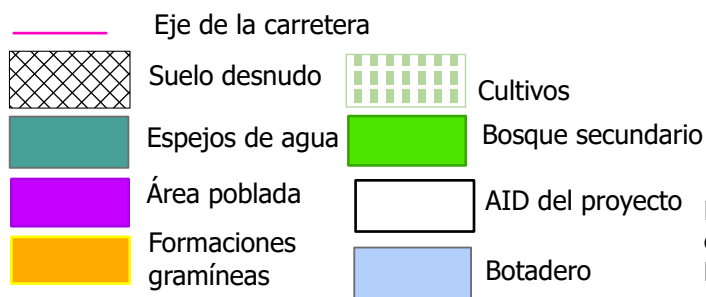 Eje de la carretera
Suelo desnudo
Cultivos
Espejos de agua
Bosque secundario
Área poblada
AID del proyecto
Formaciones
gramíneas
Botadero